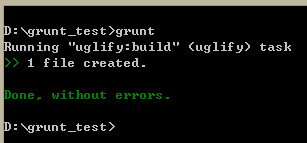 D:\grunt_test>grunt
Running "uglify:build" (uglify) task
>> 1 file created.
Done, without errors.
D:\grunt_test>